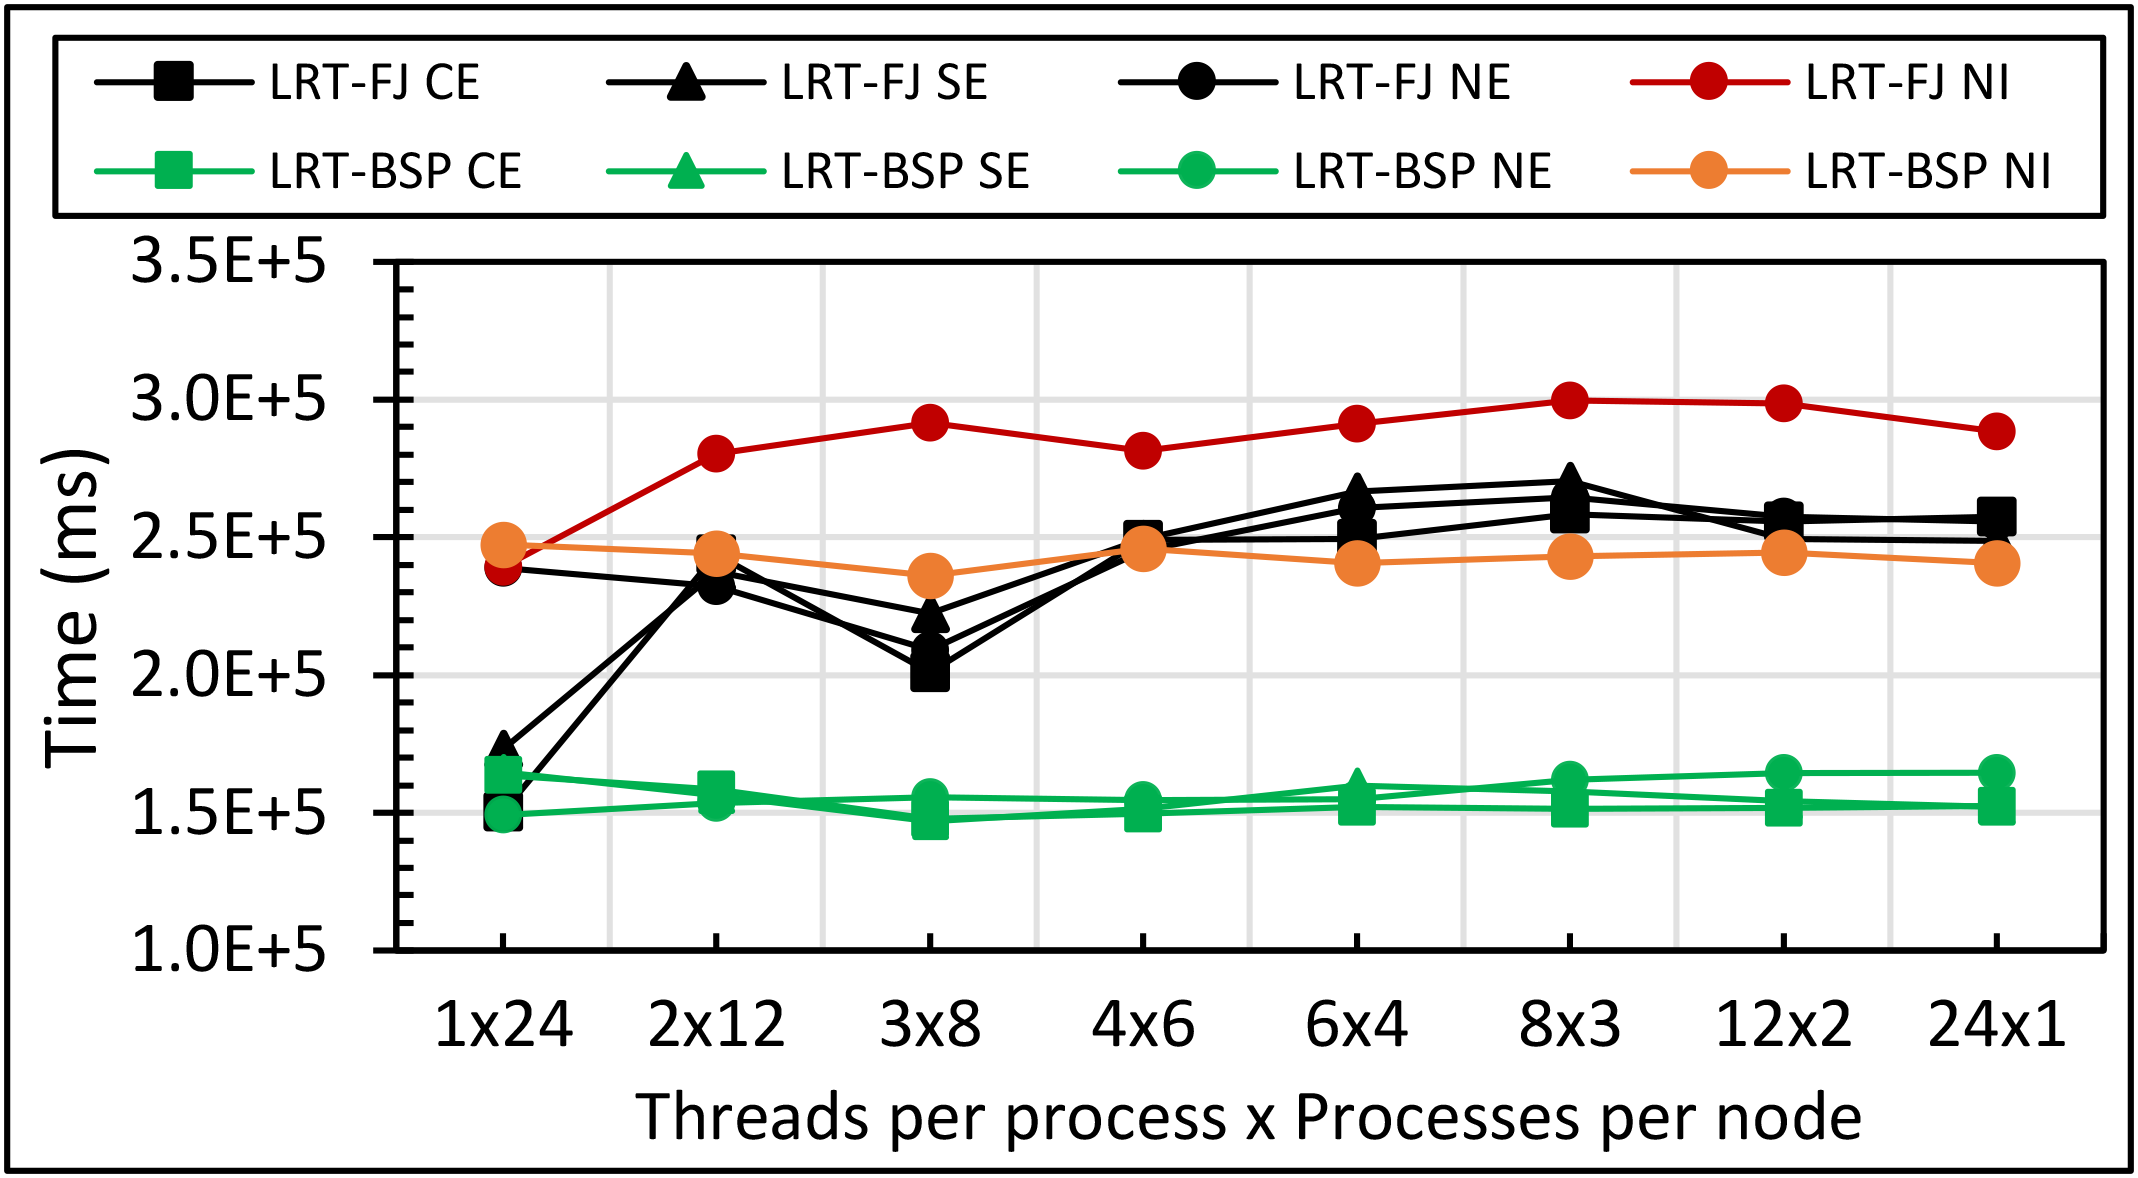 LRT-FJ CE LRT-FJ SE LRT-FJ NE LRT-FJ NI
LRT-BSP CE LRT-BSP SE LRT-BSP NE LRT-BSP NI
Time (ms)
3.5E+5
3.0E+5
2.5E+5
2.0E+5
1.5E+5
1.0E+5
1x24 2x12 3x8 4x6 6x4 8x3 12x2 24x1
Threads per process x Processes per node